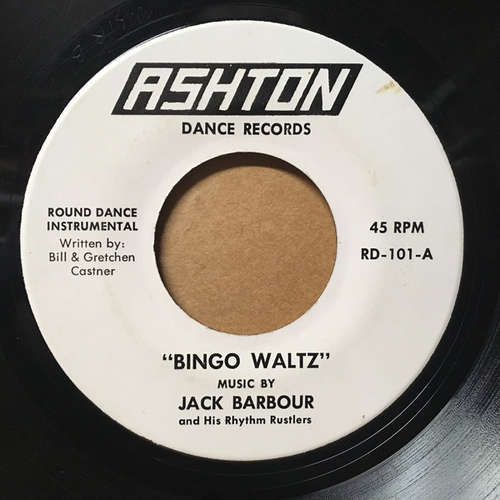 ASHTON
DANCE RECORDS
ROUND DANCE
INSTRUMENTAL
Written by:
Bill & Gretchen
Castner
45 RPM
RD-101-A
"BINGO WALTZ"
MUSIC BY
JACK BARBOUR
and His Rhythm Rustlers